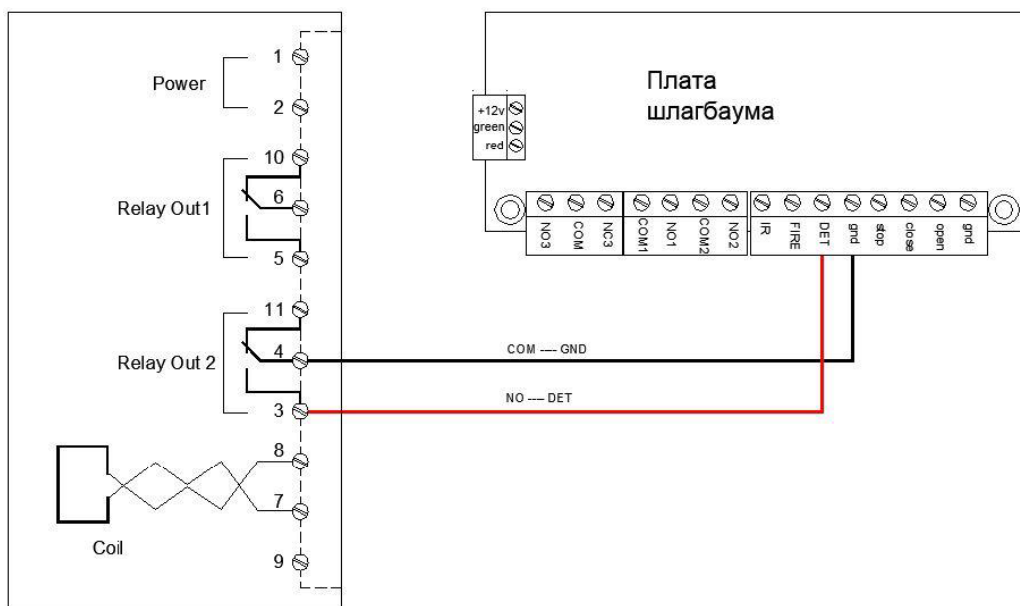 1
Power
2
10
6
Relay Out1
5
11
4
Relay Out 2
3
8
7
Coil
9
COM ---- GND
NO ---- DET
Плата
шлагбаума
+12v
green
red
NO3
COM
NC3
COM1
NO1
COM2
NO2
IR
FIRE
DET
gnd
stop
close
open
gnd